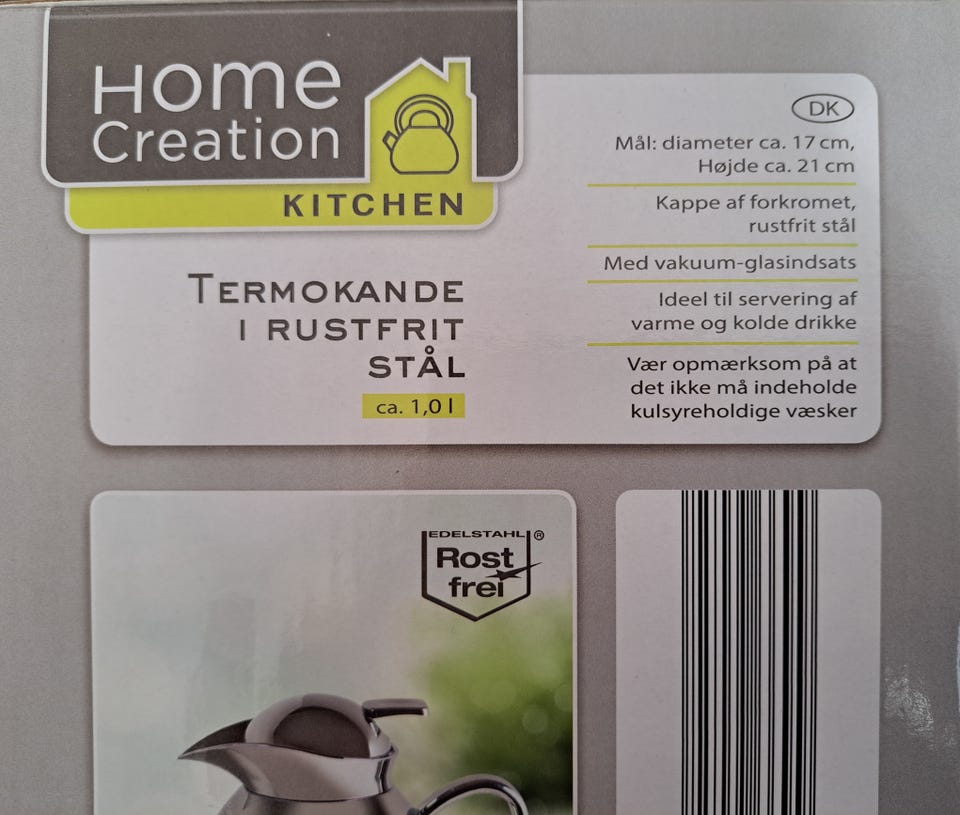 Home
Creation
KITCHEN
TERMOKANDE
I RUSTFRIT
STÅL
ca. 1,0 l
DK
Mål: diameter ca. 17 cm,
Højde ca. 21 cm
Kappe af forkromet,
rustfrit stål
Med vakuum-glasindsats
Ideel til servering af
varme og kolde drikke
Vær opmærksom på at
det ikke må indeholde
kulsyreholdige væsker
EDELSTAHL ®
Rost
frei